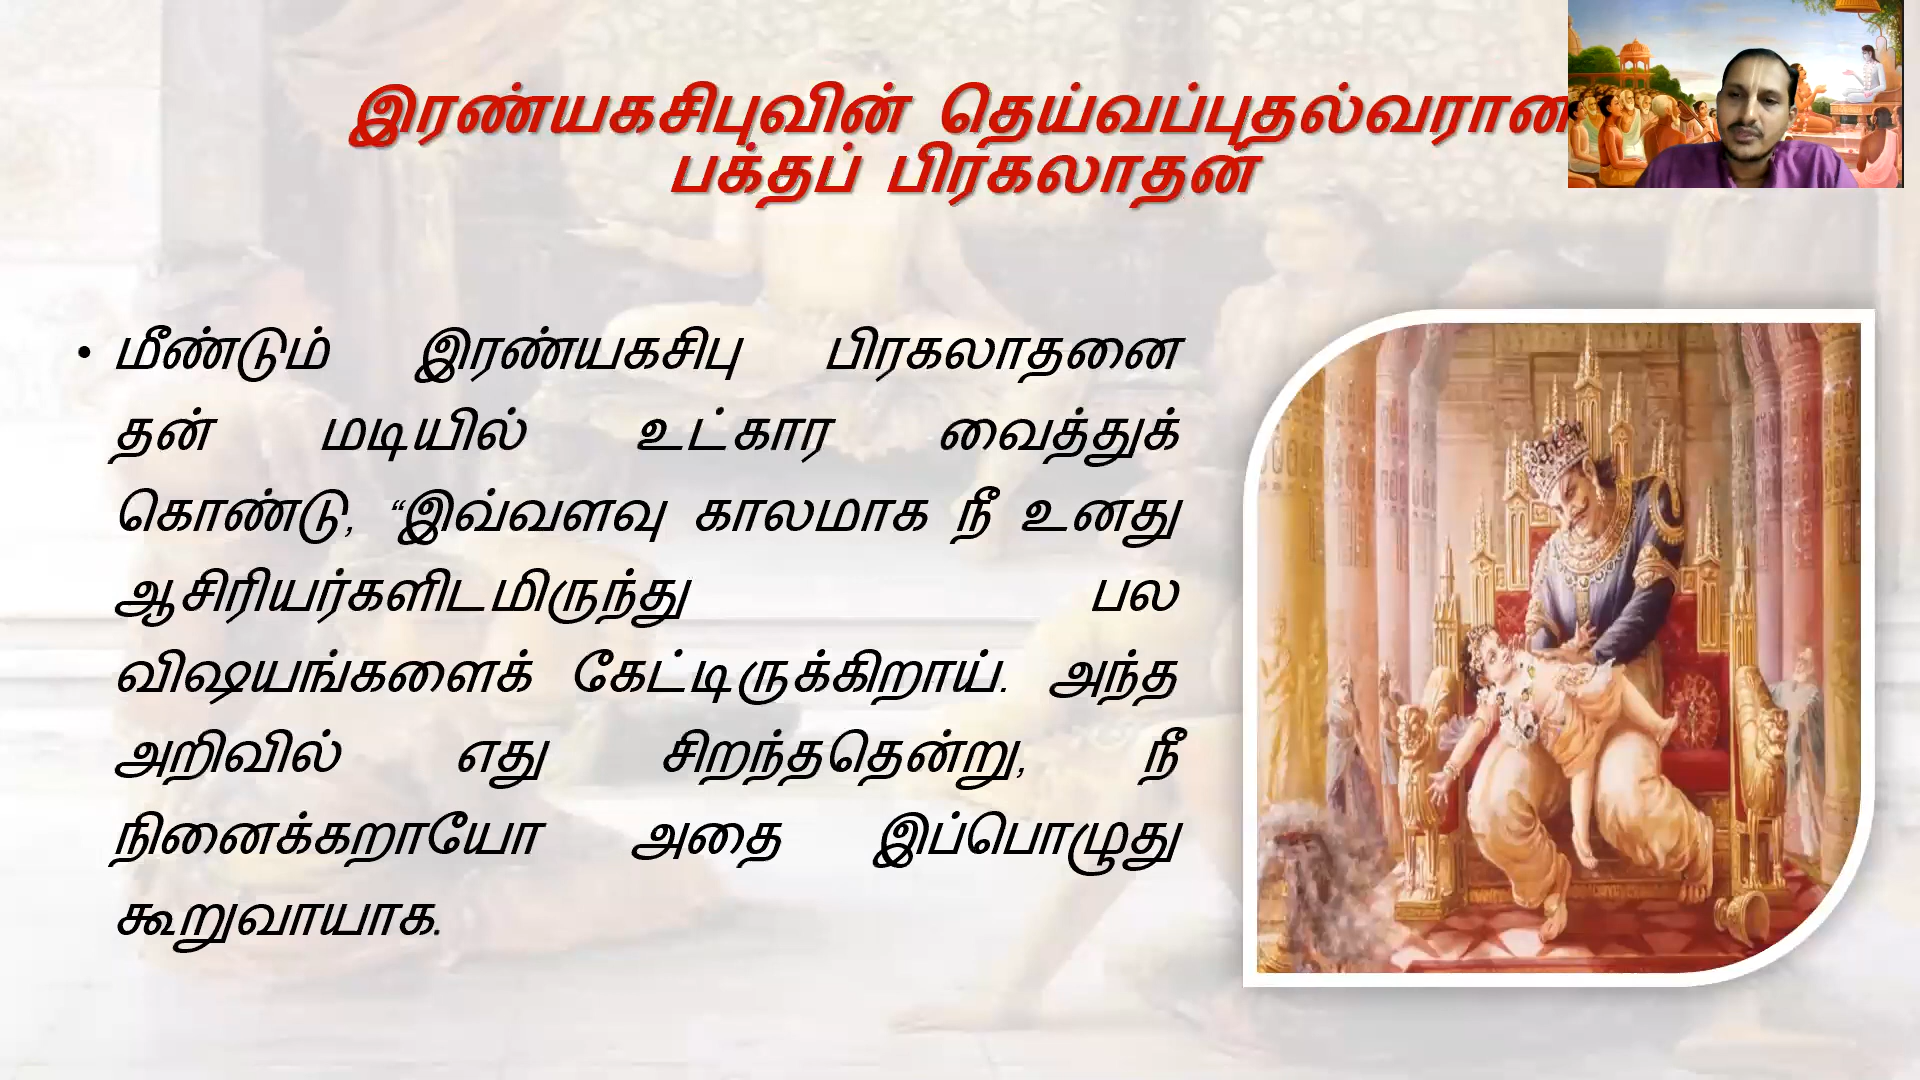 இரண்யகசிபுவின் தெய்வப்புதல்வரான
பக்தப் பிரகலாதன்
• மீண்டும் இரண்யகசிபு பிரகலாதனை
தன் மடியில் உட்கார வைத்துக்
கொண்டு, “இவ்வளவு காலமாக நீ உனது
ஆசிரியர்களிடமிருந்து பல
விஷயங்களைக் கேட்டிருக்கிறாய். அந்த
அறிவில் எது சிறந்ததென்று, நீ
நினைக்கறாயோ அதை இப்பொழுது
கூறுவாயாக.